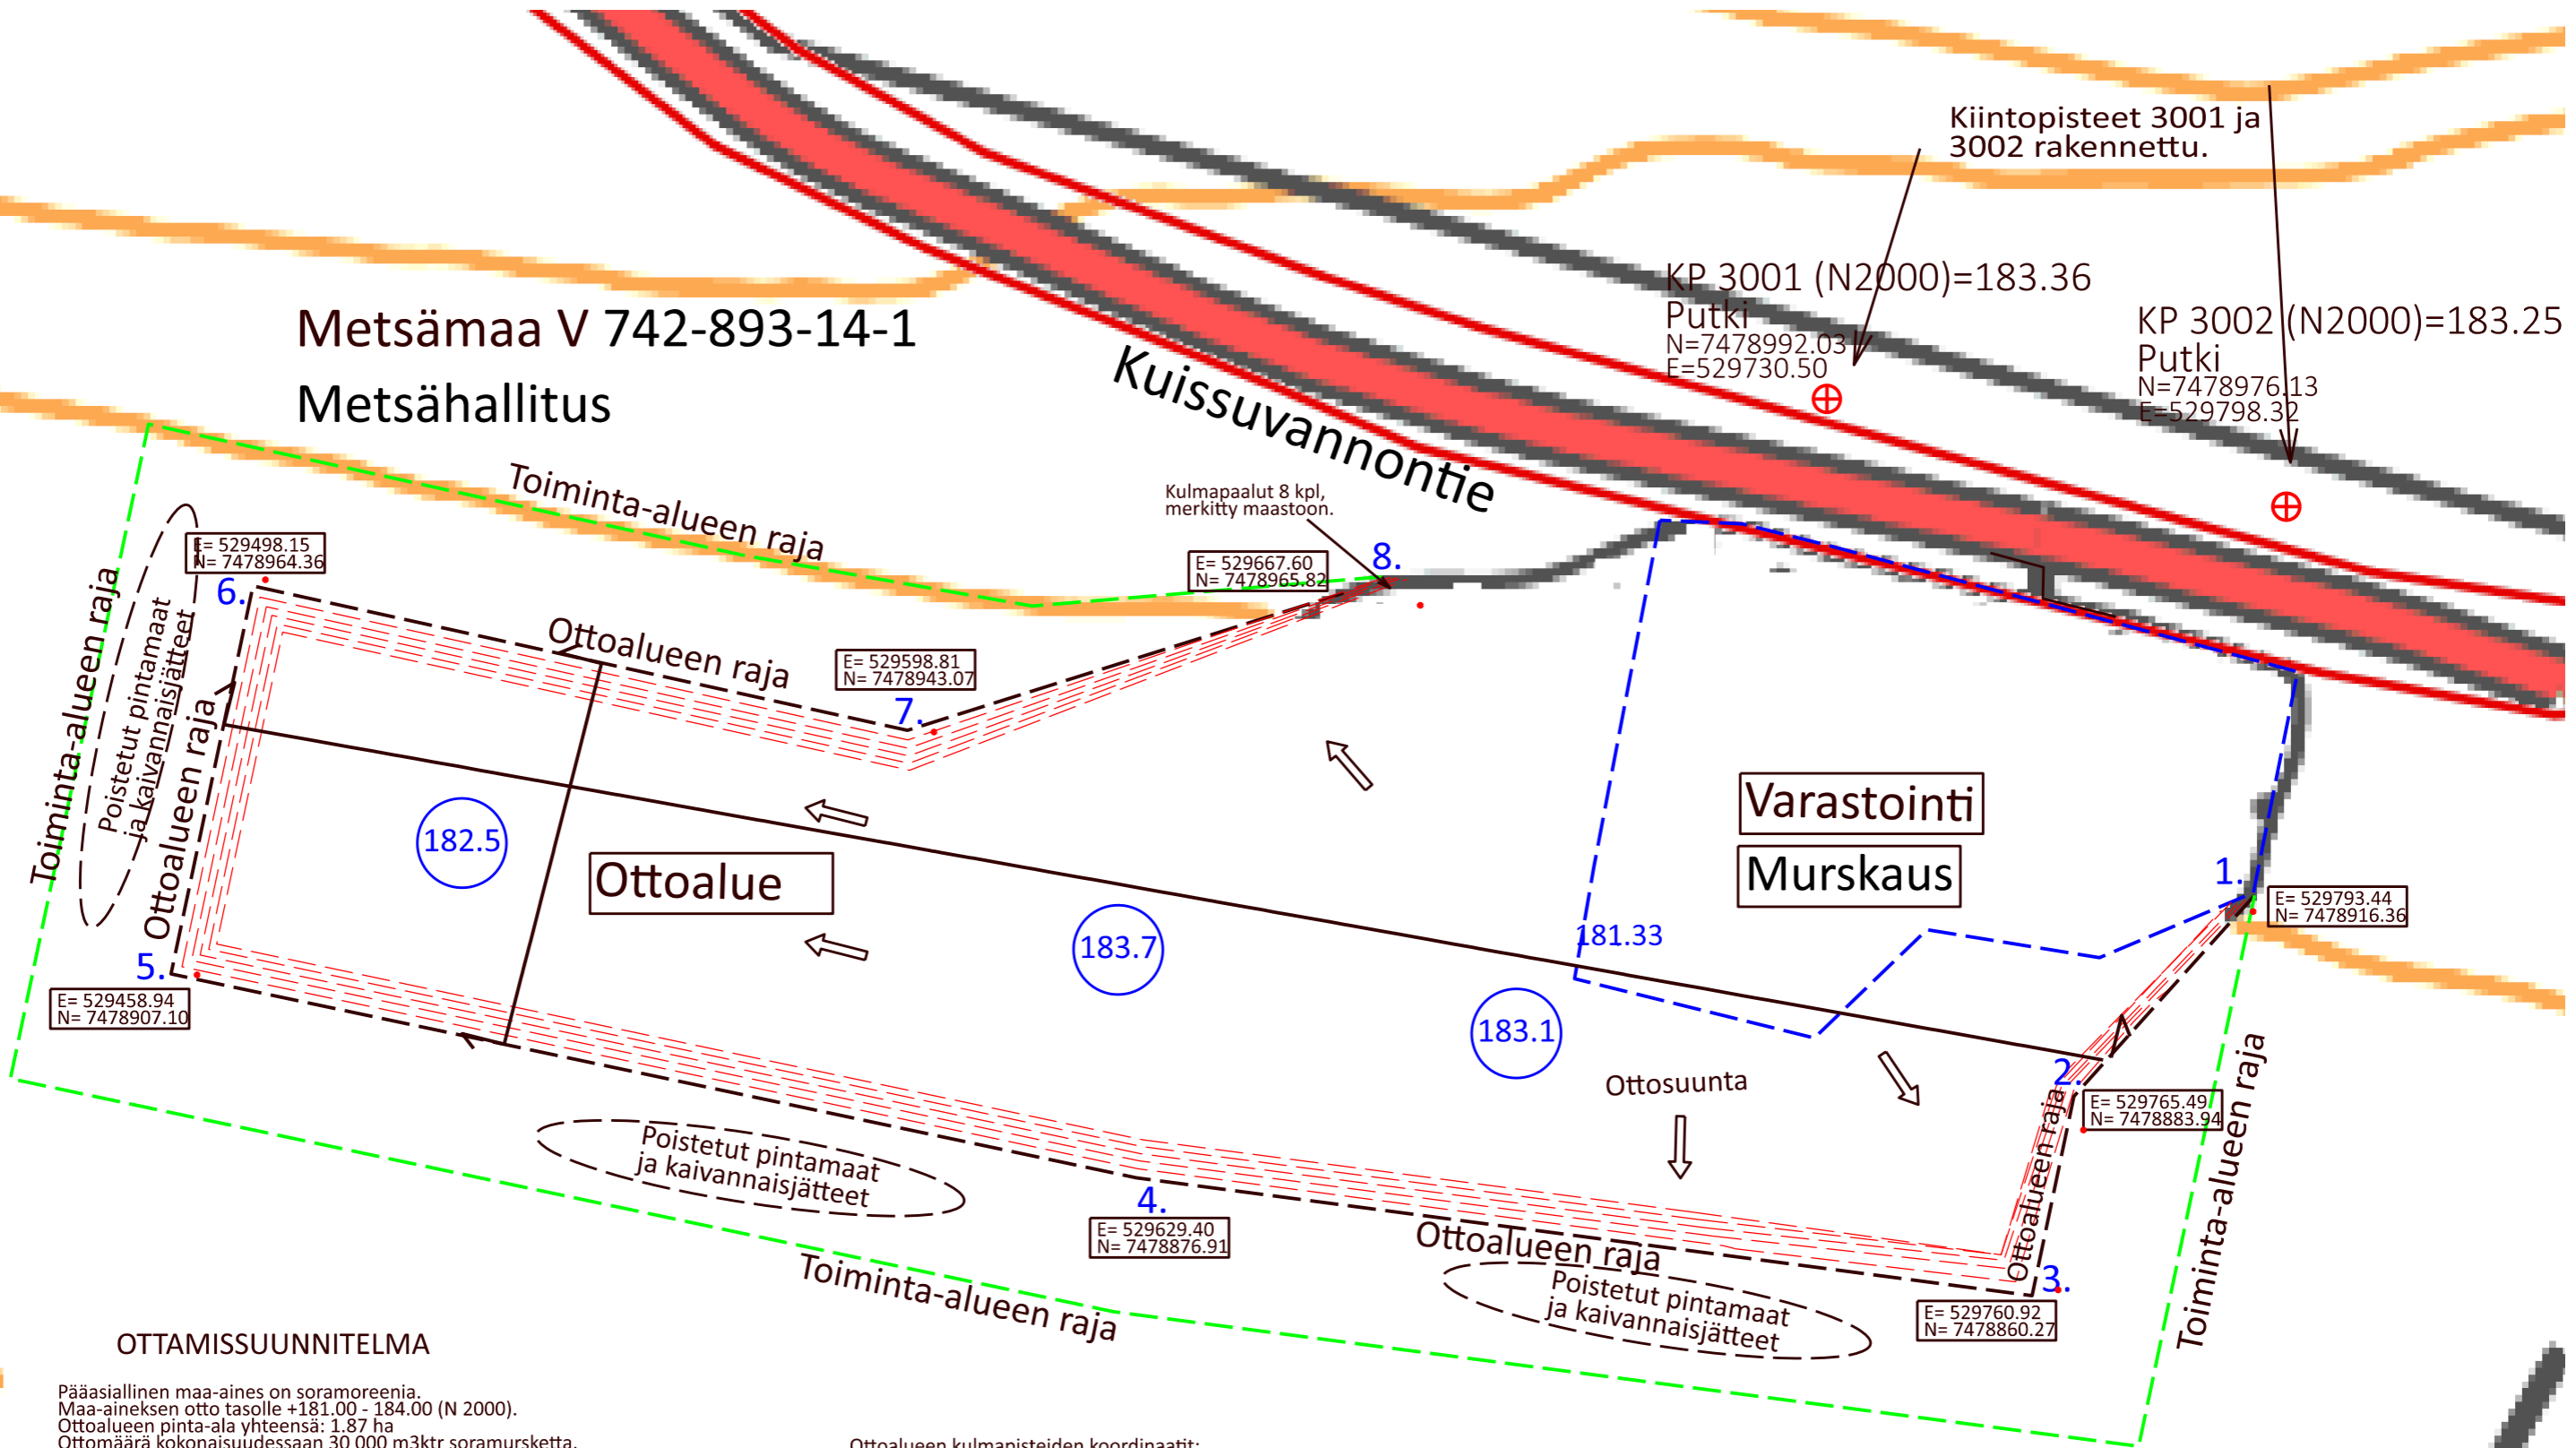 Kiintopisteet 3001 ja
3002 rakennettu.
KP 3001 (N2000)=183.36
Putki
N=7478992.03
E=529730.50
KP 3002 (N2000)=183.25
Putki
N=7478976.13
E=529798.32
Metsämaa V 742-893-14-1
Metsähallitus
Kuissuvannontie
Toiminta-alueen raja
Kulmapaalut 8 kpl,
merkitty maastoon.
E= 529498.15
N= 7478964.36
6.
E= 529667.60
N= 7478965.82
8.
Toiminta-alueen raja
Poistetut pintamaat
ja kaivannaisjätteet
Ottoalueen raja
Ottoalueen raja
E= 529598.81
N= 7478943.07
7.
182.5
Ottoalue
Varastointi
Murskaus
1.
E= 529793.44
N= 7478916.36
5.
E= 529458.94
N= 7478907.10
183.7
181.33
183.1
Ottosuunta
2.
E= 529765.49
N= 7478883.94
Ottoalueen raja
Toiminta-alueen raja
Poistetut pintamaat
ja kaivannaisjätteet
4.
E= 529629.40
N= 7478876.91
Ottoalueen raja
3.
Poistetut pintamaat
ja kaivannaisjätteet
E= 529760.92
N= 7478860.27
Toiminta-alueen raja
OTTAMISSUUNNITELMA
Pääasiallinen maa-aines on soramoreenia.
Maa-aineksen otto tasolle +181.00 - 184.00 (N 2000).
Ottoalueen pinta-ala yhteensä: 1.87 ha
Ottomäärä kokonaisuudessaan 30 000 m3ktr soramursketta.
Ottoalueen kulmapisteiden koordinaatit: